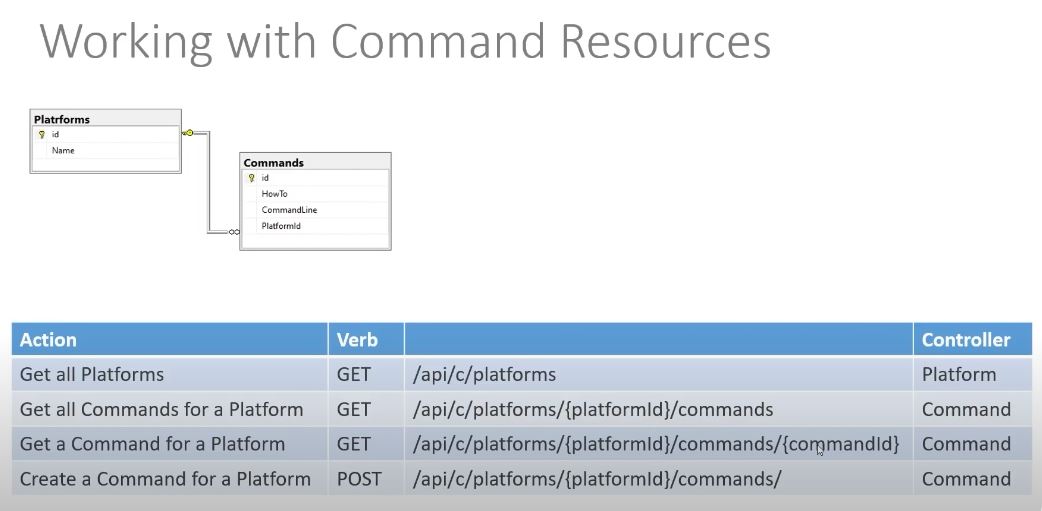 Working with Command Resources
Platrforms
id
Name
Commands
id
HowTo
CommandLine
PlatformId
Action Verb Controller
Get all Platforms GET /api/c/platforms Platform
Get all Commands for a Platform GET /api/c/platforms/{platformId}/commands Command
Get a Command for a Platform GET /api/c/platforms/{platformId}/commands/{commandId} Command
Create a Command for a Platform POST /api/c/platforms/{platformId}/commands/ Command